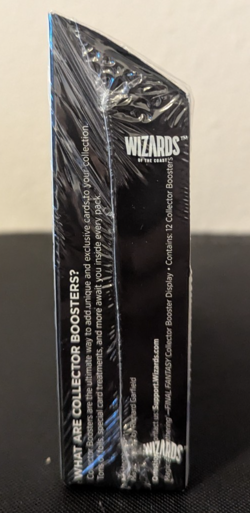 WIZARDS™
OF THE COAST
WHAT ARE COLLECTOR BOOSTERS?
Collector Boosters are the ultimate way to add unique and exclusive cards to your collection.
special card treatments, and more await you inside every pack.
Richard Garfield
us: Support.Wizards.com
—FINAL FANTASY Collector Booster Display • Contains: 12 Collector Boosters
WIZARDS